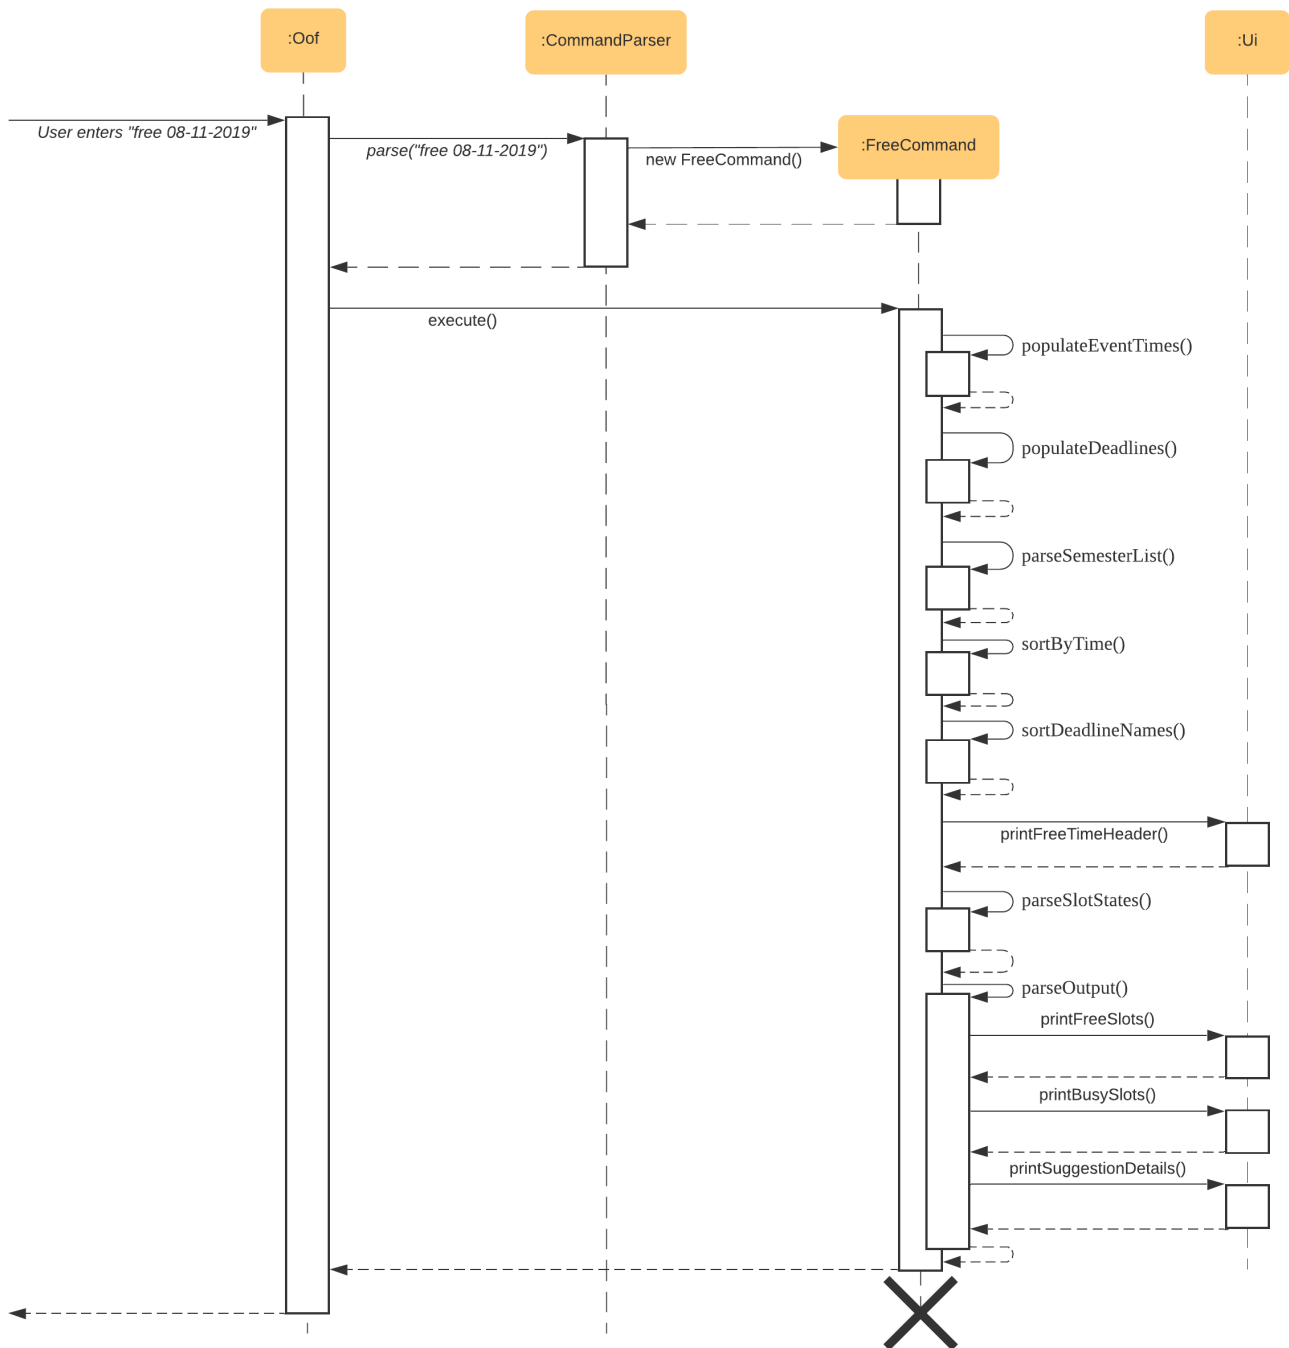 :Oof
:CommandParser
:Ui
User enters "free 08-11-2019"
parse("free 08-11-2019")
new FreeCommand()
:FreeCommand
execute()
populateEventTimes()
populateDeadlines()
parseSemesterList()
sortByTime()
sortDeadlineNames()
printFreeTimeHeader()
parseSlotStates()
parseOutput()
printFreeSlots()
printBusySlots()
printSuggestionDetails()